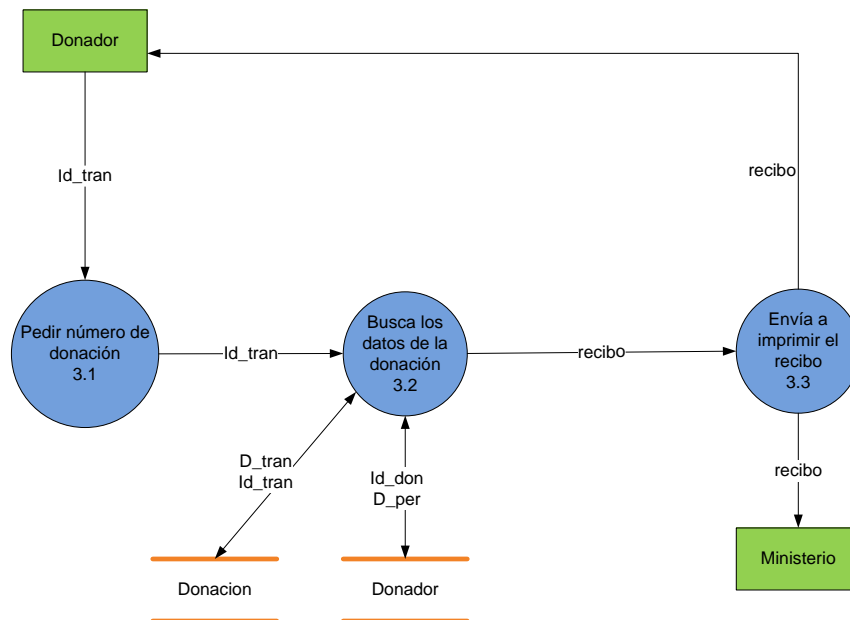 Donador
Id_tran
recibo
Pedir número de
donación
3.1
Id_tran
Busca los
datos de la
donación
3.2
recibo
Envía a
imprimir el
recibo
3.3
D_tran
Id_tran
Id_don
D_per
recibo
Donacion
Donador
Ministerio